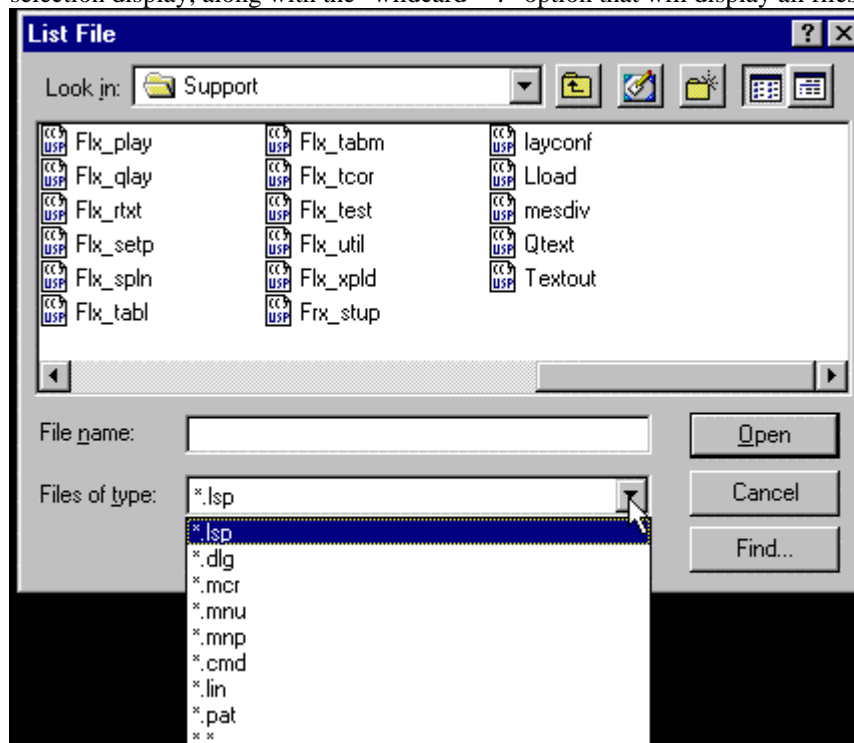 selection display, along with the "wildcard" *.* option that will display all files
List File
Look in: Support
Flx_play Flx_tabm layconf
Flx_qlay Flx_tcor Lload
Flx_rtxt Flx_test mesdiv
Flx_setp Flx_util Qtext
Flx_spln Flx_xpld Textout
Flx_tabl Frx_stup
File name: Open
Files of type: *.lsp Cancel
*.lsp
Find...
*.dlg
*.mcr
*.mnu
*.mnp
*.cmd
*.lin
*.pat
*.*